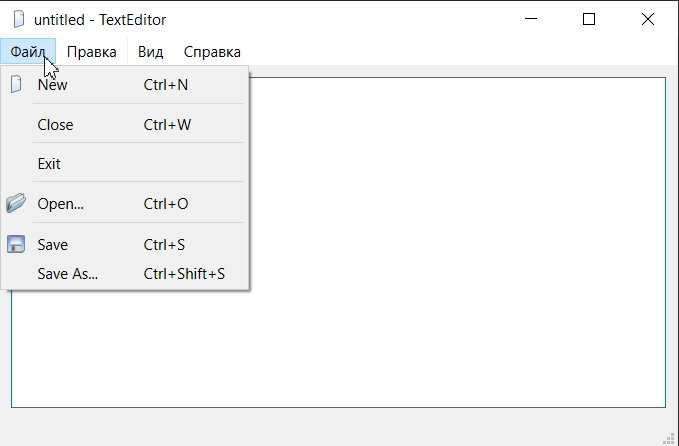 untitled - TextEditor
Файл Правка Вид Справка
New Ctrl+N
Close Ctrl+W
Exit
Open... Ctrl+O
Save Ctrl+S
Save As... Ctrl+Shift+S